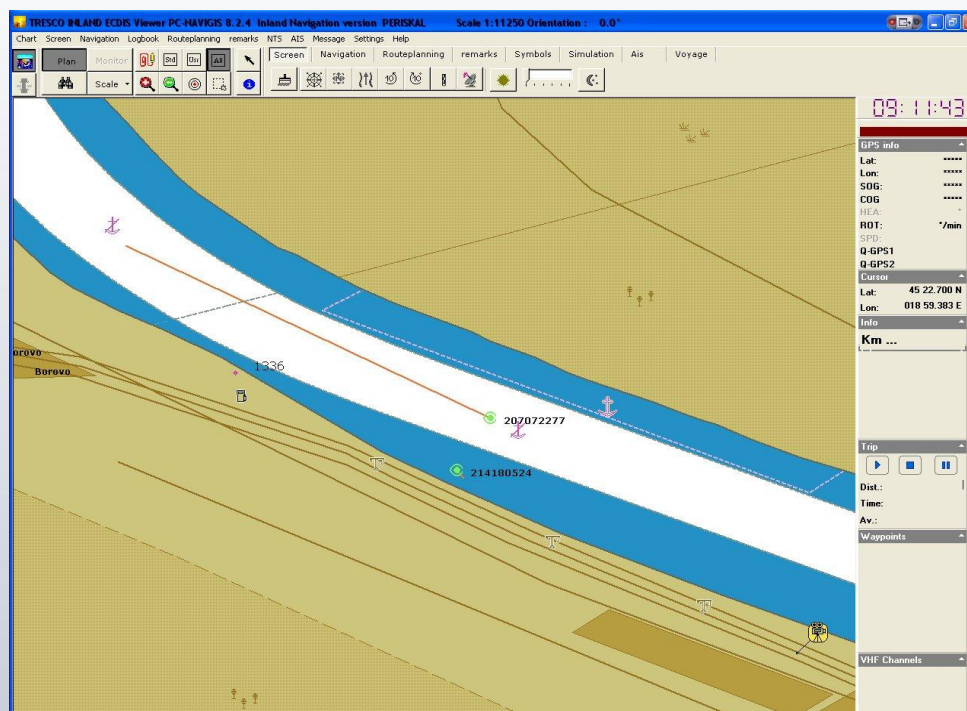 TRESCO INLAND ECDIS Viewer PC-NAVIGIS 8.2.4 Inland Navigation version PERISKAL Scale 1:11250 Orientation : 0.0°
Chart Screen Navigation Logbook Routeplanning remarks NTS AIS Message Settings Help
Plan Monitor Std Usr All
Scale
Screen Navigation Routeplanning remarks Symbols Simulation Ais Voyage
09:11:43
GPS info
Lat: *****
Lon: *****
SOG: *****
COG *****
HEA: °
ROT: °/min
SPD:
Q-GPS1
Q-GPS2
Cursor
Lat: 45 22.700 N
Lon: 018 59.383 E
Info
Km ...
Trip
Dist.:
Time:
Av.:
Waypoints
VHF Channels
orovo
Borovo
1336
207072277
214180524